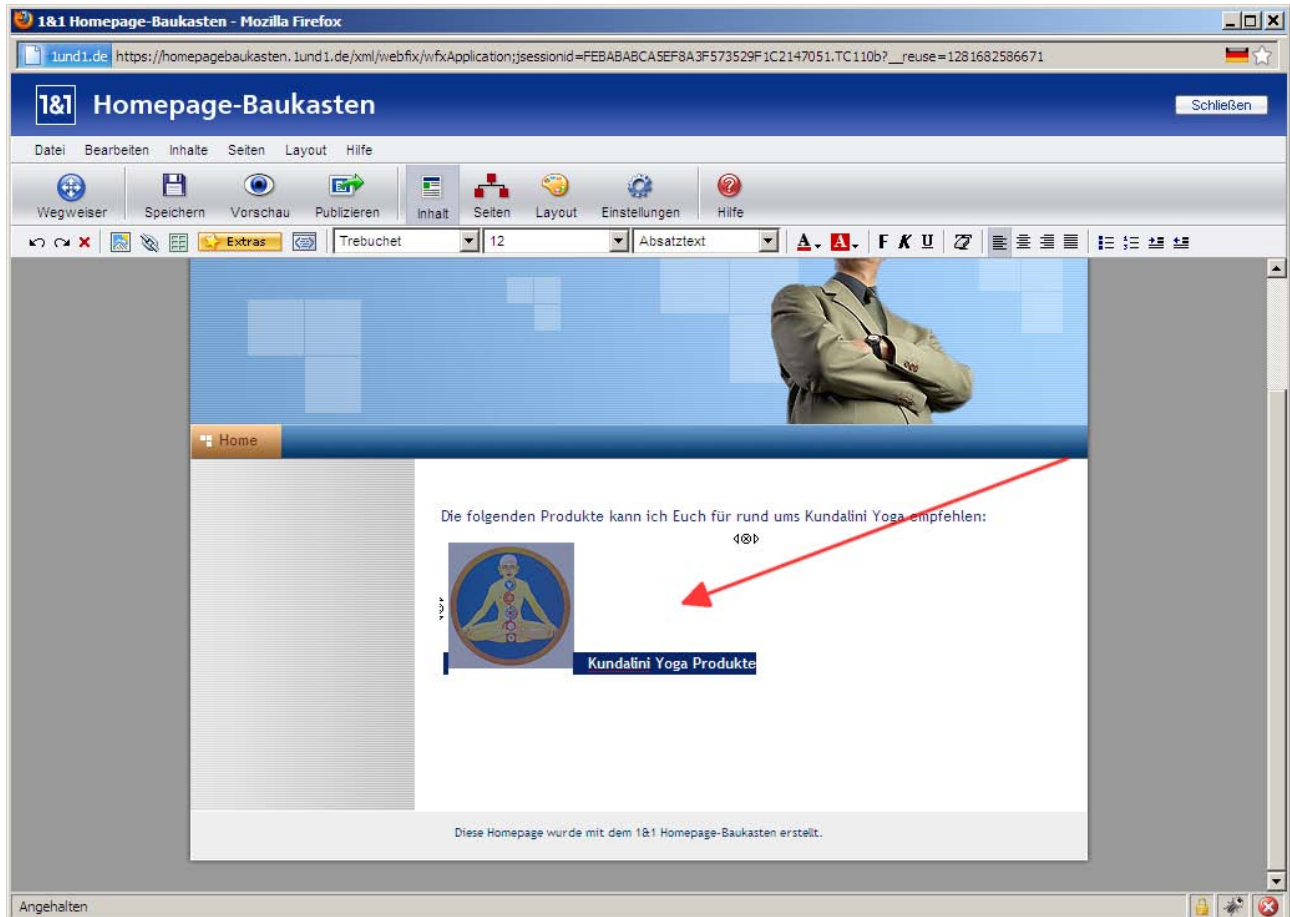 1&1 Homepage-Baukasten - Mozilla Firefox
1und1.de https://homepagebaukasten.1und1.de/xml/webfix/wfxApplication;jsessionid=FEBABABCA5EF8A3F573529F1C2147051.TC110b?__reuse=1281682586671
1&1 Homepage-Baukasten
Schließen
Datei Bearbeiten Inhalte Seiten Layout Hilfe
Wegweiser Speichern Vorschau Publizieren Inhalt Seiten Layout Einstellungen Hilfe
Extras Trebuchet 12 Absatztext A A F K U
Home
Die folgenden Produkte kann ich Euch für rund ums Kundalini Yoga empfehlen:
Kundalini Yoga Produkte
Diese Homepage wurde mit dem 1&1 Homepage-Baukasten erstellt.
Angehalten